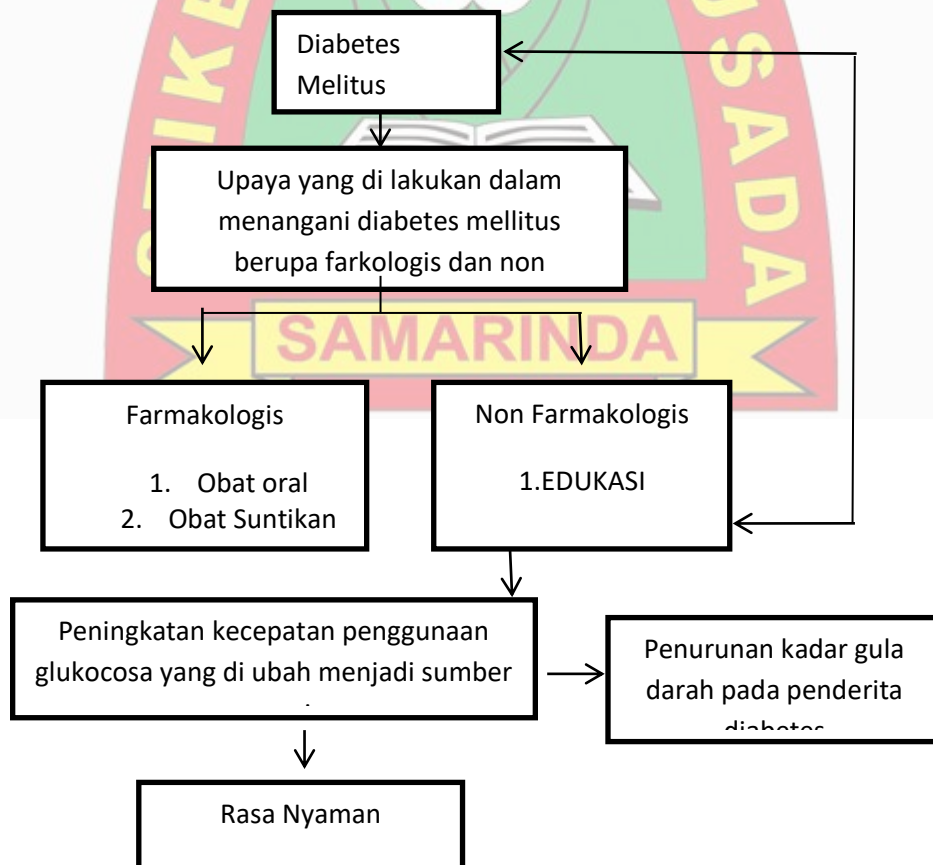 Diabetes
Melitus
Upaya yang di lakukan dalam
menangani diabetes mellitus
berupa farkologis dan non
SAMARINDA
USADA
Farmakologis
1. Obat oral
2. Obat Suntikan
Non Farmakologis
1.EDUKASI
Peningkatan kecepatan penggunaan
glukocosa yang di ubah menjadi sumber
Penurunan kadar gula
darah pada penderita
diabetes
Rasa Nyaman